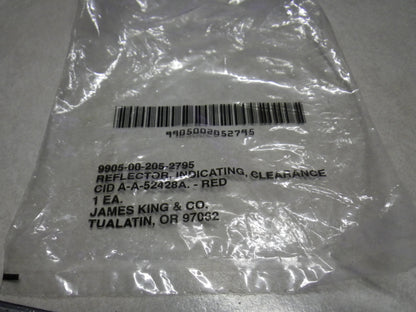 9905002052795
9905-00-205-2795
REFLECTOR, INDICATING, CLEARANCE
CID A-A-52428A. - RED
1 EA.
JAMES KING & CO.
TUALATIN, OR 97062